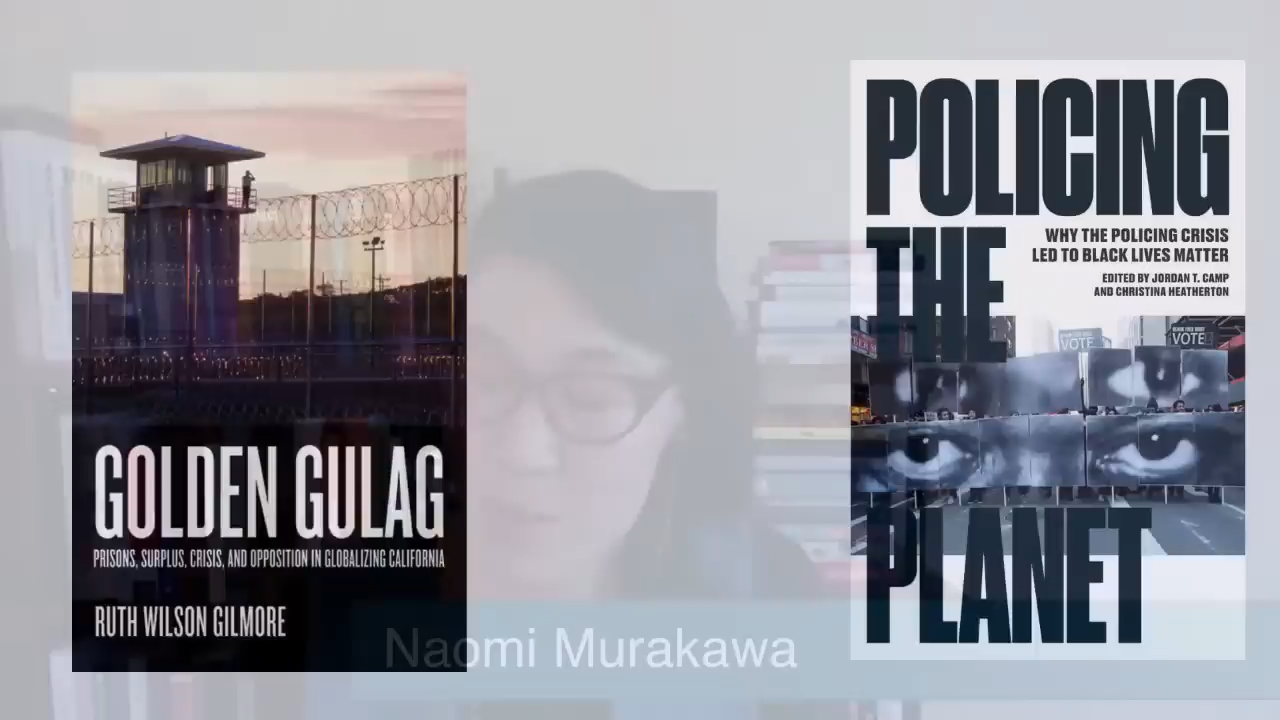 GOLDEN GULAG
PRISONS, SURPLUS, CRISIS, AND OPPOSITION IN GLOBALIZING CALIFORNIA
RUTH WILSON GILMORE
POLICING
WHY THE POLICING CRISIS
LED TO BLACK LIVES MATTER
EDITED BY JORDAN T. CAMP
AND CHRISTINA HEATHERTON
THE
VOTE
VOTE
PLANET
Naomi Murakawa